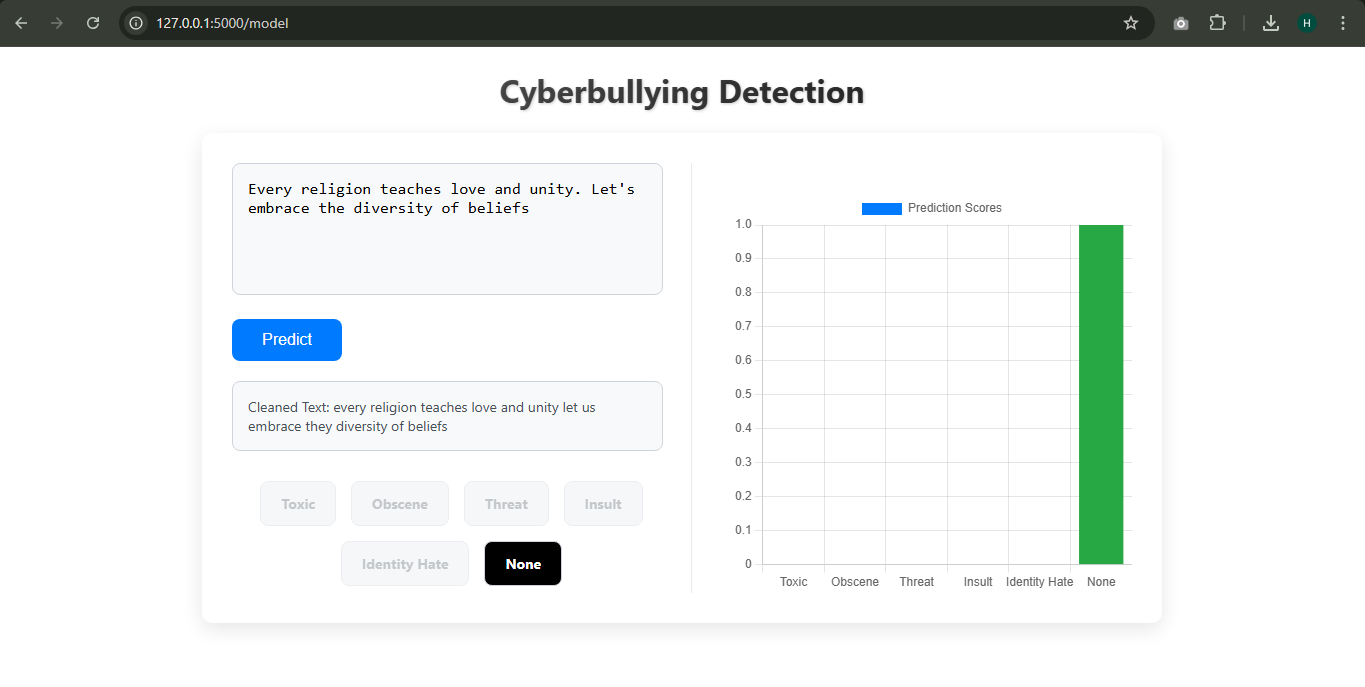 127.0.0.1:5000/model
H
Cyberbullying Detection
Every religion teaches love and unity. Let's
embrace the diversity of beliefs
Predict
Cleaned Text: every religion teaches love and unity let us
embrace they diversity of beliefs
Toxic Obscene Threat Insult
Identity Hate None
Prediction Scores
1.0
0.9
0.8
0.7
0.6
0.5
0.4
0.3
0.2
0.1
0
Toxic Obscene Threat Insult Identity Hate None